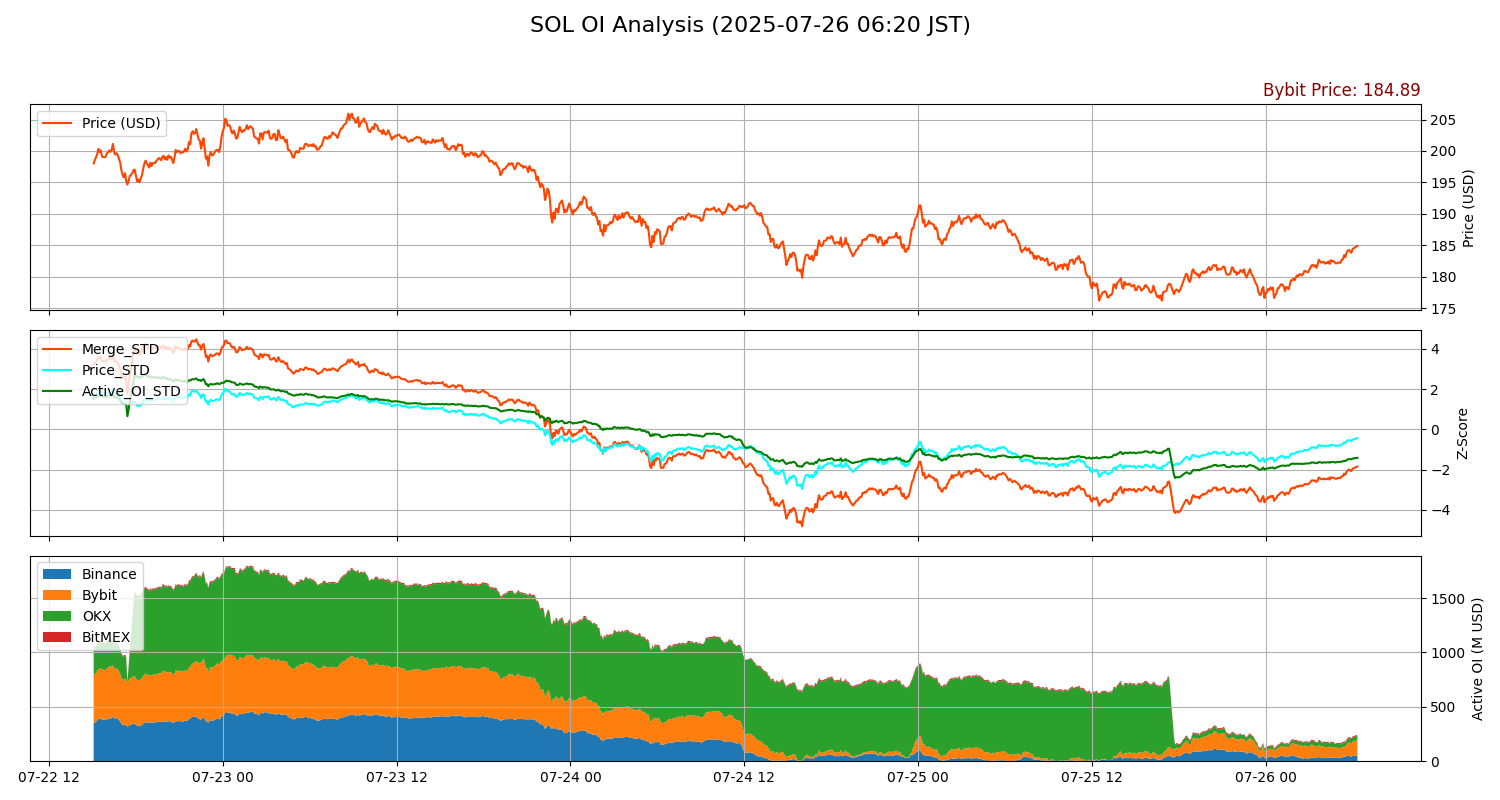 SOL OI Analysis (2025-07-26 06:20 JST)
Bybit Price: 184.89
Price (USD)
205
200
195
190
185
180
175
Price (USD)
Merge_STD
Price_STD
Active_OI_STD
4
2
0
−2
−4
Z-Score
Binance
Bybit
OKX
BitMEX
1500
1000
500
0
Active OI (M USD)
07-22 12
07-23 00
07-23 12
07-24 00
07-24 12
07-25 00
07-25 12
07-26 00